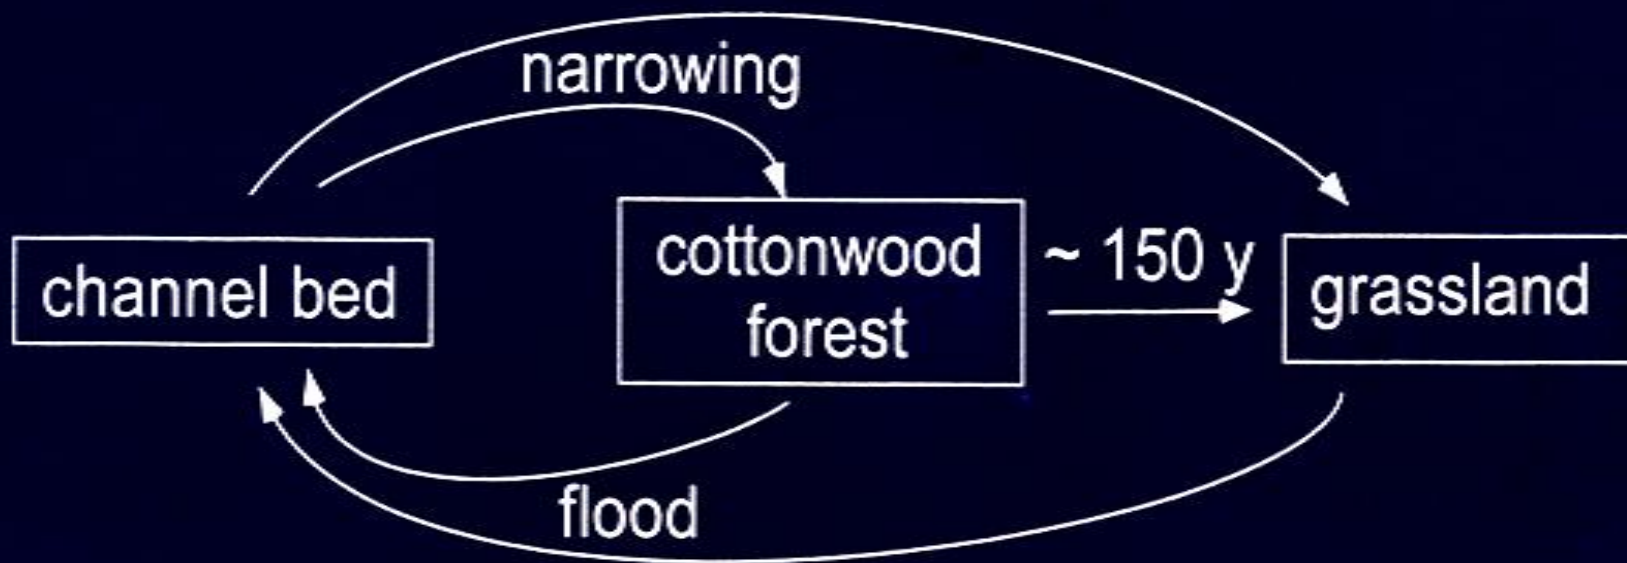 narrowing
channel bed
cottonwood
forest
~ 150 y
grassland
flood